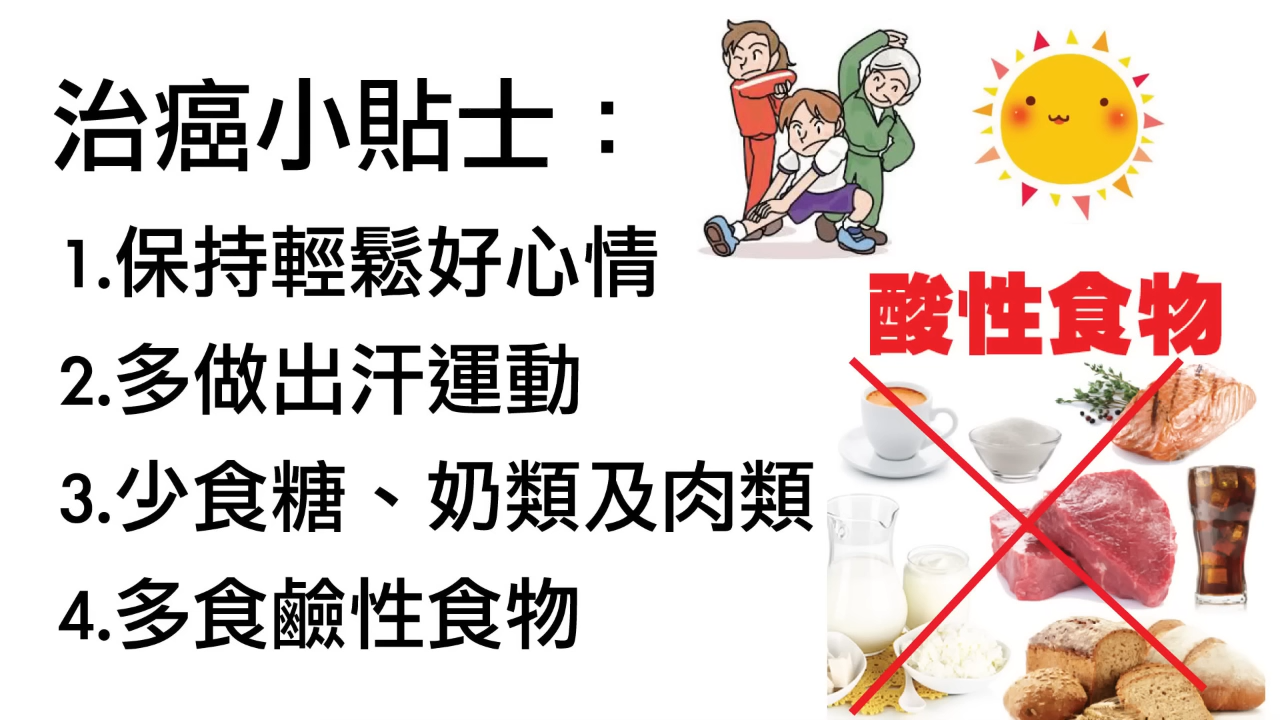 治癌小貼士：
1.保持輕鬆好心情
2.多做出汗運動
3.少食糖、奶類及肉類
4.多食鹼性食物
酸性食物